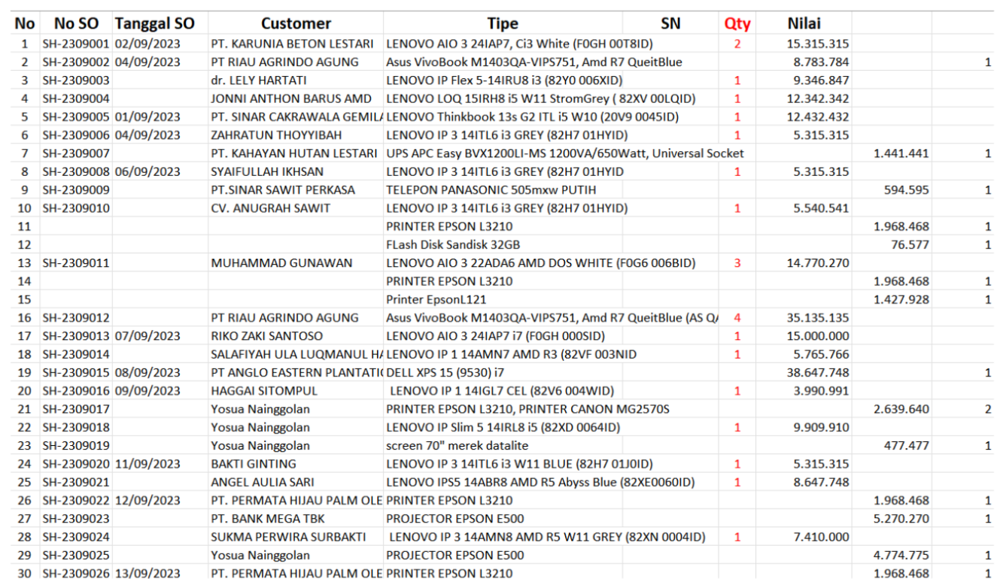 No No SO Tanggal SO Customer Tipe SN Qty Nilai
1 SH-2309001 02/09/2023 PT. KARUNIA BETON LESTARI LENOVO AIO 3 24IAP7, Ci3 White (F0GH 00T8ID) 2 15.315.315
2 SH-2309002 04/09/2023 PT RIAU AGRINDO AGUNG Asus VivoBook M1403QA-VIPS751, Amd R7 QueitBlue 8.783.784 1
3 SH-2309003 dr. LELY HARTATI LENOVO IP Flex 5-14IRU8 i3 (82Y0 006XID) 1 9.346.847
4 SH-2309004 JONNI ANTHON BARUS AMD LENOVO LOQ 15IRH8 i5 W11 StromGrey ( 82XV 00LQID) 1 12.342.342
5 SH-2309005 01/09/2023 PT. SINAR CAKRAWALA GEMILA LENOVO Thinkbook 13s G2 ITL i5 W10 (20V9 0045ID) 1 12.432.432
6 SH-2309006 04/09/2023 ZAHRATUN THOYYIBAH LENOVO IP 3 14ITL6 i3 GREY (82H7 01HYID) 1 5.315.315
7 SH-2309007 PT. KAHAYAN HUTAN LESTARI UPS APC Easy BVX1200LI-MS 1200VA/650Watt, Universal Socket 1.441.441 1
8 SH-2309008 06/09/2023 SYAIFULLAH IKHSAN LENOVO IP 3 14ITL6 i3 GREY (82H7 01HYID 1 5.315.315
9 SH-2309009 PT.SINAR SAWIT PERKASA TELEPON PANASONIC 505mxw PUTIH 594.595 1
10 SH-2309010 CV. ANUGRAH SAWIT LENOVO IP 3 14ITL6 i3 GREY (82H7 01HYID) 1 5.540.541
11 PRINTER EPSON L3210 1.968.468 1
12 FLash Disk Sandisk 32GB 76.577 1
13 SH-2309011 MUHAMMAD GUNAWAN LENOVO AIO 3 22ADA6 AMD DOS WHITE (F0G6 006BID) 3 14.770.270
14 PRINTER EPSON L3210 1.968.468 1
15 Printer EpsonL121 1.427.928 1
16 SH-2309012 PT RIAU AGRINDO AGUNG Asus VivoBook M1403QA-VIPS751, Amd R7 QueitBlue (AS QA 4 35.135.135
17 SH-2309013 07/09/2023 RIKO ZAKI SANTOSO LENOVO AIO 3 24IAP7 i7 (F0GH 000SID) 1 15.000.000
18 SH-2309014 SALAFIYAH ULA LUQMANUL HA LENOVO IP 1 14AMN7 AMD R3 (82VF 003NID 1 5.765.766
19 SH-2309015 08/09/2023 PT ANGLO EASTERN PLANTATIO DELL XPS 15 (9530) i7 38.647.748 1
20 SH-2309016 09/09/2023 HAGGAI SITOMPUL LENOVO IP 1 14IGL7 CEL (82V6 004WID) 1 3.990.991
21 SH-2309017 Yosua Nainggolan PRINTER EPSON L3210, PRINTER CANON MG2570S 2.639.640 2
22 SH-2309018 Yosua Nainggolan LENOVO IP Slim 5 14IRL8 i5 (82XD 0064ID) 1 9.909.910
23 SH-2309019 Yosua Nainggolan screen 70" merek datalite 477.477 1
24 SH-2309020 11/09/2023 BAKTI GINTING LENOVO IP 3 14ITL6 i3 W11 BLUE (82H7 01J0ID) 1 5.315.315
25 SH-2309021 ANGEL AULIA SARI LENOVO IPS5 14ABR8 AMD R5 Abyss Blue (82XE0060ID) 1 8.647.748
26 SH-2309022 12/09/2023 PT. PERMATA HIJAU PALM OLE PRINTER EPSON L3210 1.968.468 1
27 SH-2309023 PT. BANK MEGA TBK PROJECTOR EPSON E500 5.270.270 1
28 SH-2309024 SUKMA PERWIRA SURBAKTI LENOVO IP 3 14AMN8 AMD R5 W11 GREY (82XN 0004ID) 1 7.410.000
29 SH-2309025 Yosua Nainggolan PROJECTOR EPSON E500 4.774.775 1
30 SH-2309026 13/09/2023 PT. PERMATA HIJAU PALM OLE PRINTER EPSON L3210 1.968.468 1